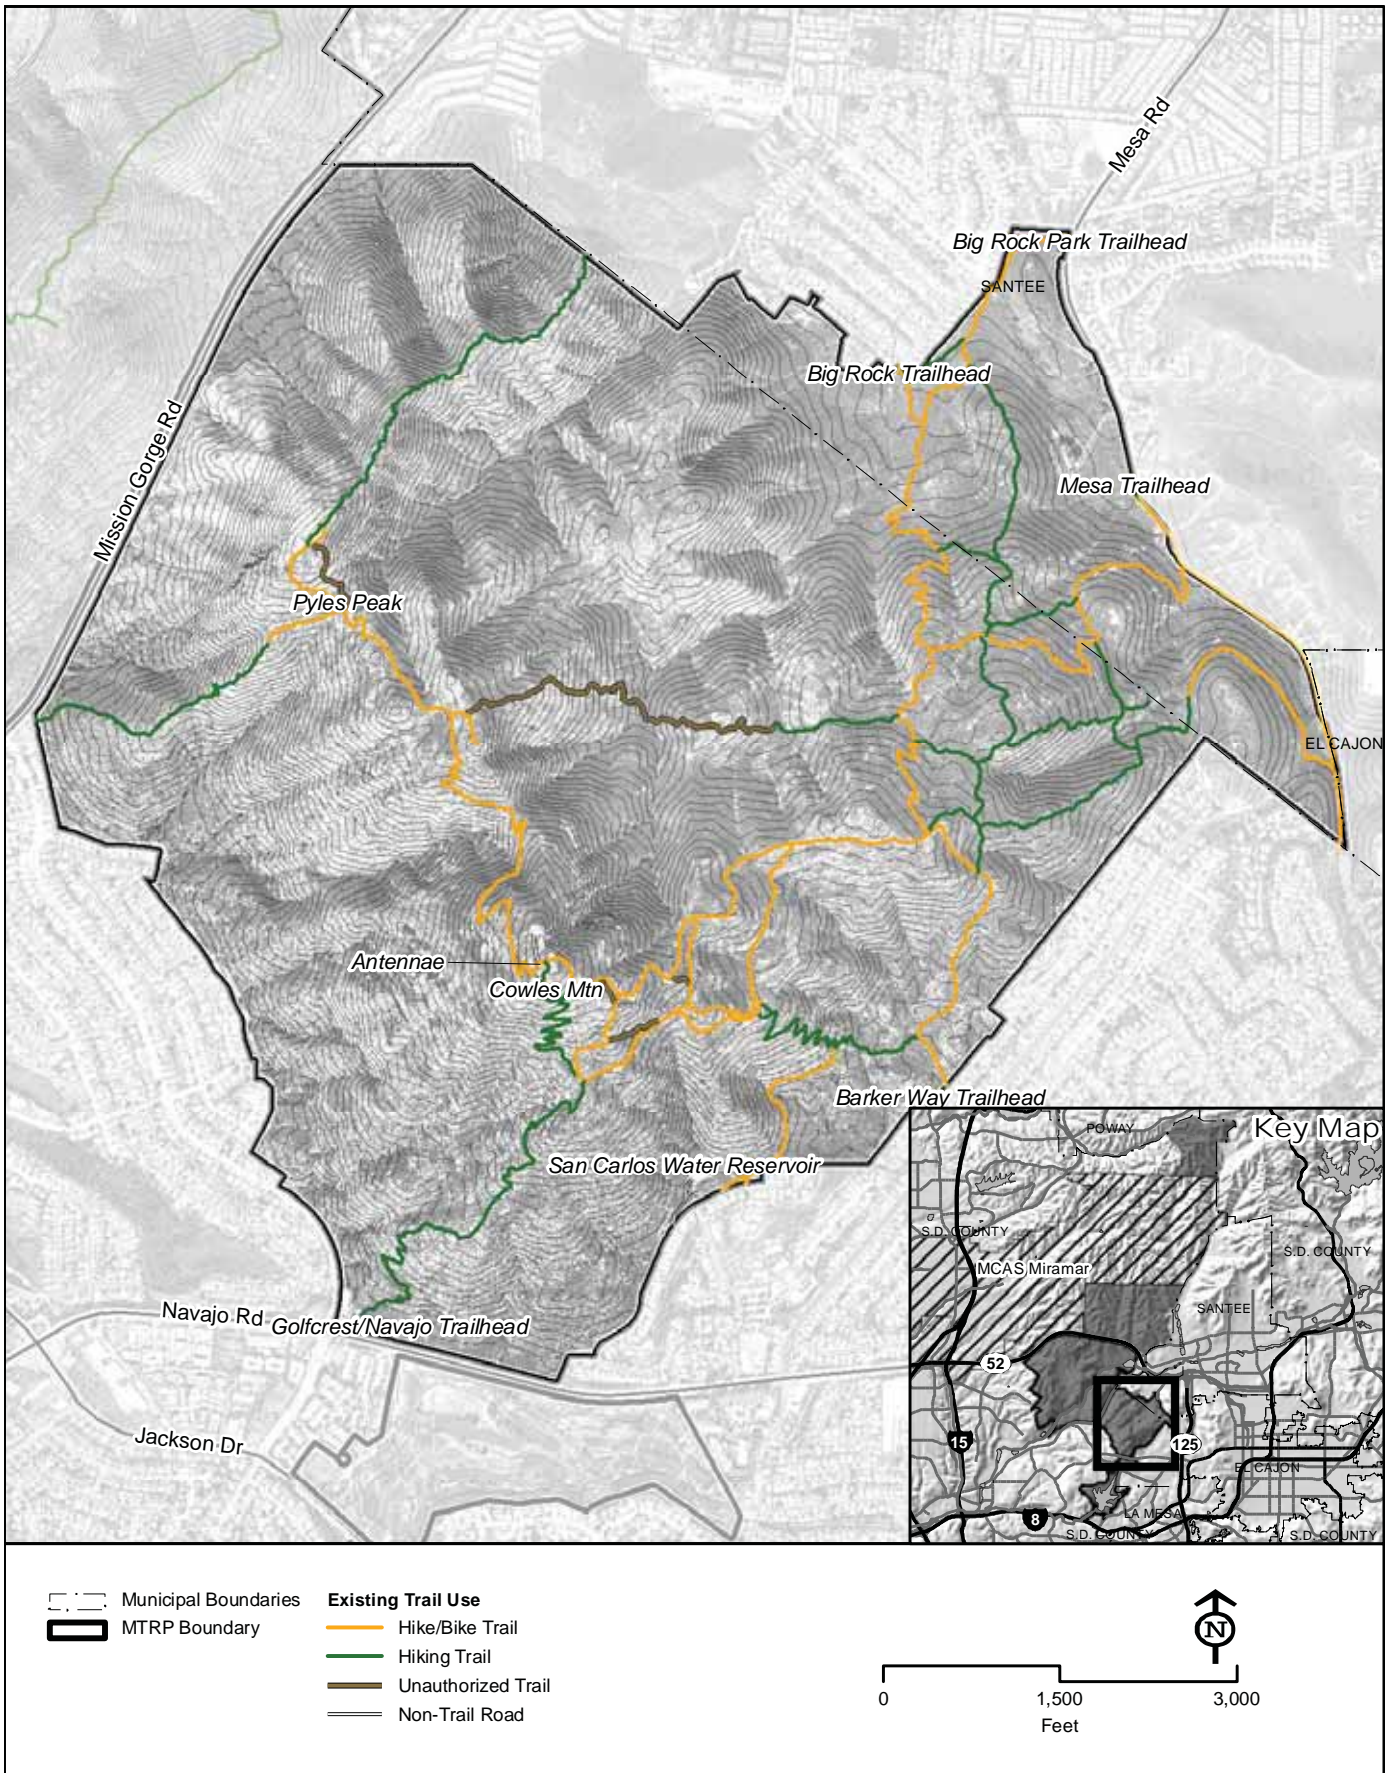 Mesa Rd
Big Rock Park Trailhead
SANTEE
Big Rock Trailhead
Mission Gorge Rd
Mesa Trailhead
Pyles Peak
EL CAJON
Antennae
Cowles Mtn
Barker Way Trailhead
San Carlos Water Reservoir
Navajo Rd
Golfcrest/Navajo Trailhead
Jackson Dr
Key Map
POWAY
S.D. COUNTY
S.D. COUNTY
MCAS Miramar
SANTEE
52
15
125
EL CAJON
8
LA MESA
S.D. COUNTY
S.D. COUNTY
Municipal Boundaries
MTRP Boundary
Existing Trail Use
Hike/Bike Trail
Hiking Trail
Unauthorized Trail
Non-Trail Road
N
0 1,500 3,000
Feet